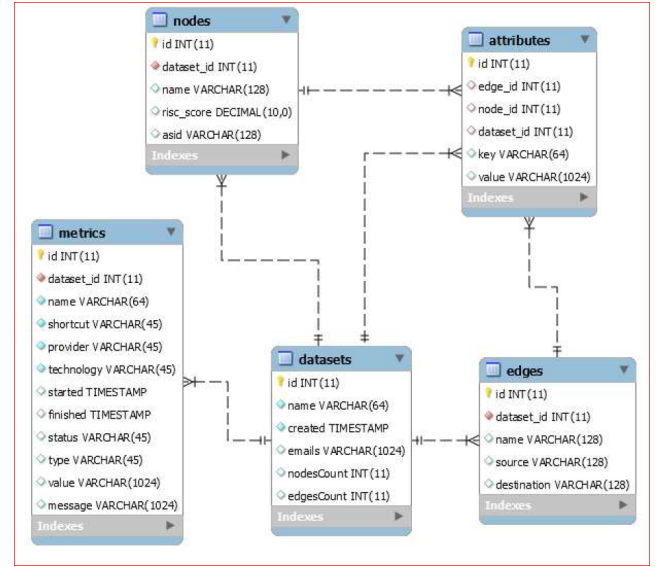 nodes
id INT(11)
dataset_id INT(11)
name VARCHAR(128)
risc_score DECIMAL(10,0)
asid VARCHAR(128)
Indexes
attributes
id INT(11)
edge_id INT(11)
node_id INT(11)
dataset_id INT(11)
key VARCHAR(64)
value VARCHAR(1024)
Indexes
metrics
id INT(11)
dataset_id INT(11)
name VARCHAR(64)
shortcut VARCHAR(45)
provider VARCHAR(45)
technology VARCHAR(45)
started TIMESTAMP
finished TIMESTAMP
status VARCHAR(45)
type VARCHAR(45)
value VARCHAR(1024)
message VARCHAR(1024)
Indexes
datasets
id INT(11)
name VARCHAR(64)
created TIMESTAMP
emails VARCHAR(1024)
nodesCount INT(11)
edgesCount INT(11)
Indexes
edges
id INT(11)
dataset_id INT(11)
name VARCHAR(128)
source VARCHAR(128)
destination VARCHAR(128)
Indexes